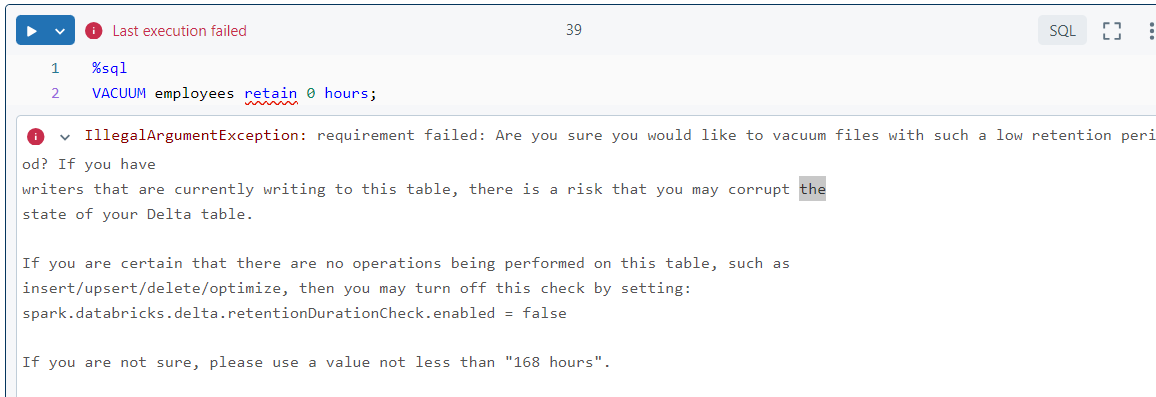 Last execution failed
39
SQL
1 %sql
2 VACUUM employees retain 0 hours;
IllegalArgumentException: requirement failed: Are you sure you would like to vacuum files with such a low retention peri
od? If you have
writers that are currently writing to this table, there is a risk that you may corrupt the
state of your Delta table.
If you are certain that there are no operations being performed on this table, such as
insert/upsert/delete/optimize, then you may turn off this check by setting:
spark.databricks.delta.retentionDurationCheck.enabled = false
If you are not sure, please use a value not less than "168 hours".